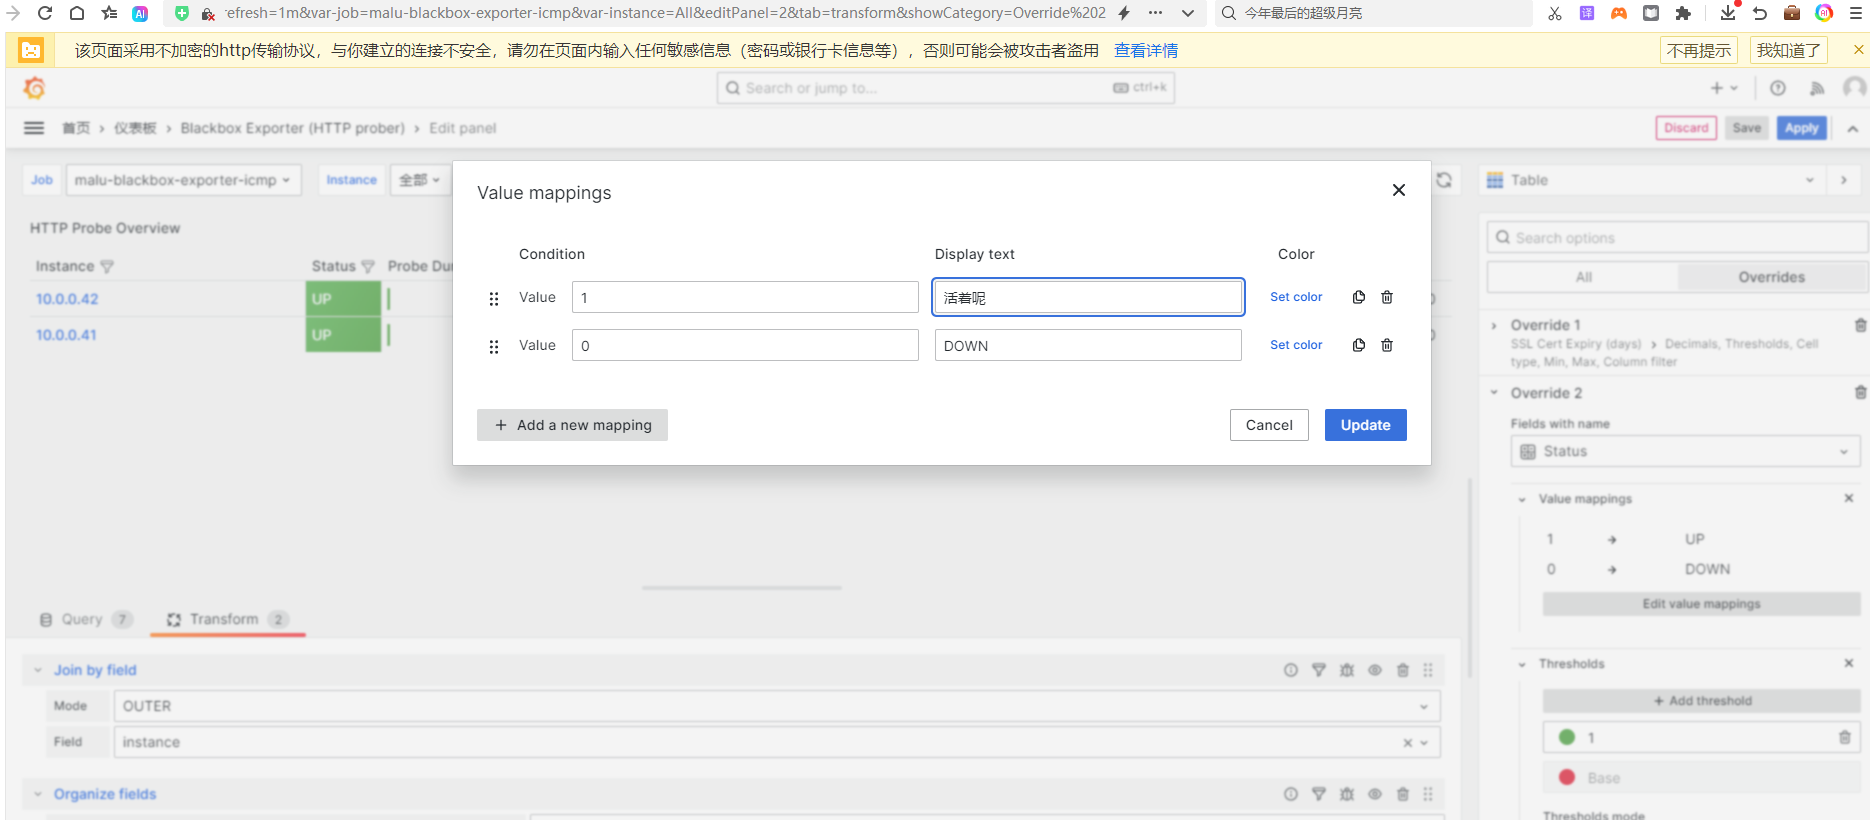 refresh=1m&var-job=malu-blackbox-exporter-icmp&var-instance=All&editPanel=2&tab=transform&showCategory=Override%202
今年最后的超级月亮
该页面采用不加密的http传输协议，与你建立的连接不安全，请勿在页面内输入任何敏感信息（密码或银行卡信息等），否则可能会被攻击者盗用 查看详情
不再提示
我知道了
Search or jump to...
ctrl+k
首页 › 仪表板 › Blackbox Exporter (HTTP prober) › Edit panel
Discard
Save
Apply
Job
malu-blackbox-exporter-icmp
Instance
全部
Table
HTTP Probe Overview
Instance
Status
Probe Du
10.0.0.42
UP
10.0.0.41
UP
Value mappings
Condition
Display text
Color
Value
1
活着呢
Set color
Value
0
DOWN
Set color
+ Add a new mapping
Cancel
Update
Search options
All
Overrides
Override 1
SSL Cert Expiry (days) › Decimals, Thresholds, Cell
type, Min, Max, Column filter
Override 2
Fields with name
Status
Value mappings
1 → UP
0 → DOWN
Edit value mappings
Thresholds
+ Add threshold
1
Base
Thresholds mode
Query 7
Transform 2
Join by field
Mode
OUTER
Field
instance
Organize fields